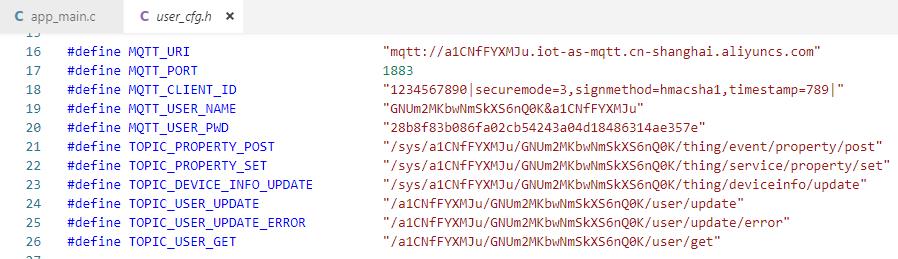 C app_main.c C user_cfg.h ×
16 #define MQTT_URI "mqtt://a1CNfFYXMJu.iot-as-mqtt.cn-shanghai.aliyuncs.com"
17 #define MQTT_PORT 1883
18 #define MQTT_CLIENT_ID "1234567890|securemode=3,signmethod=hmacsha1,timestamp=789|"
19 #define MQTT_USER_NAME "GNUm2MKbwNmSkXS6nQ0K&a1CNfFYXMJu"
20 #define MQTT_USER_PWD "28b8f83b086fa02cb54243a04d18486314ae357e"
21 #define TOPIC_PROPERTY_POST "/sys/a1CNfFYXMJu/GNUm2MKbwNmSkXS6nQ0K/thing/event/property/post"
22 #define TOPIC_PROPERTY_SET "/sys/a1CNfFYXMJu/GNUm2MKbwNmSkXS6nQ0K/thing/service/property/set"
23 #define TOPIC_DEVICE_INFO_UPDATE "/sys/a1CNfFYXMJu/GNUm2MKbwNmSkXS6nQ0K/thing/deviceinfo/update"
24 #define TOPIC_USER_UPDATE "/a1CNfFYXMJu/GNUm2MKbwNmSkXS6nQ0K/user/update"
25 #define TOPIC_USER_UPDATE_ERROR "/a1CNfFYXMJu/GNUm2MKbwNmSkXS6nQ0K/user/update/error"
26 #define TOPIC_USER_GET "/a1CNfFYXMJu/GNUm2MKbwNmSkXS6nQ0K/user/get"